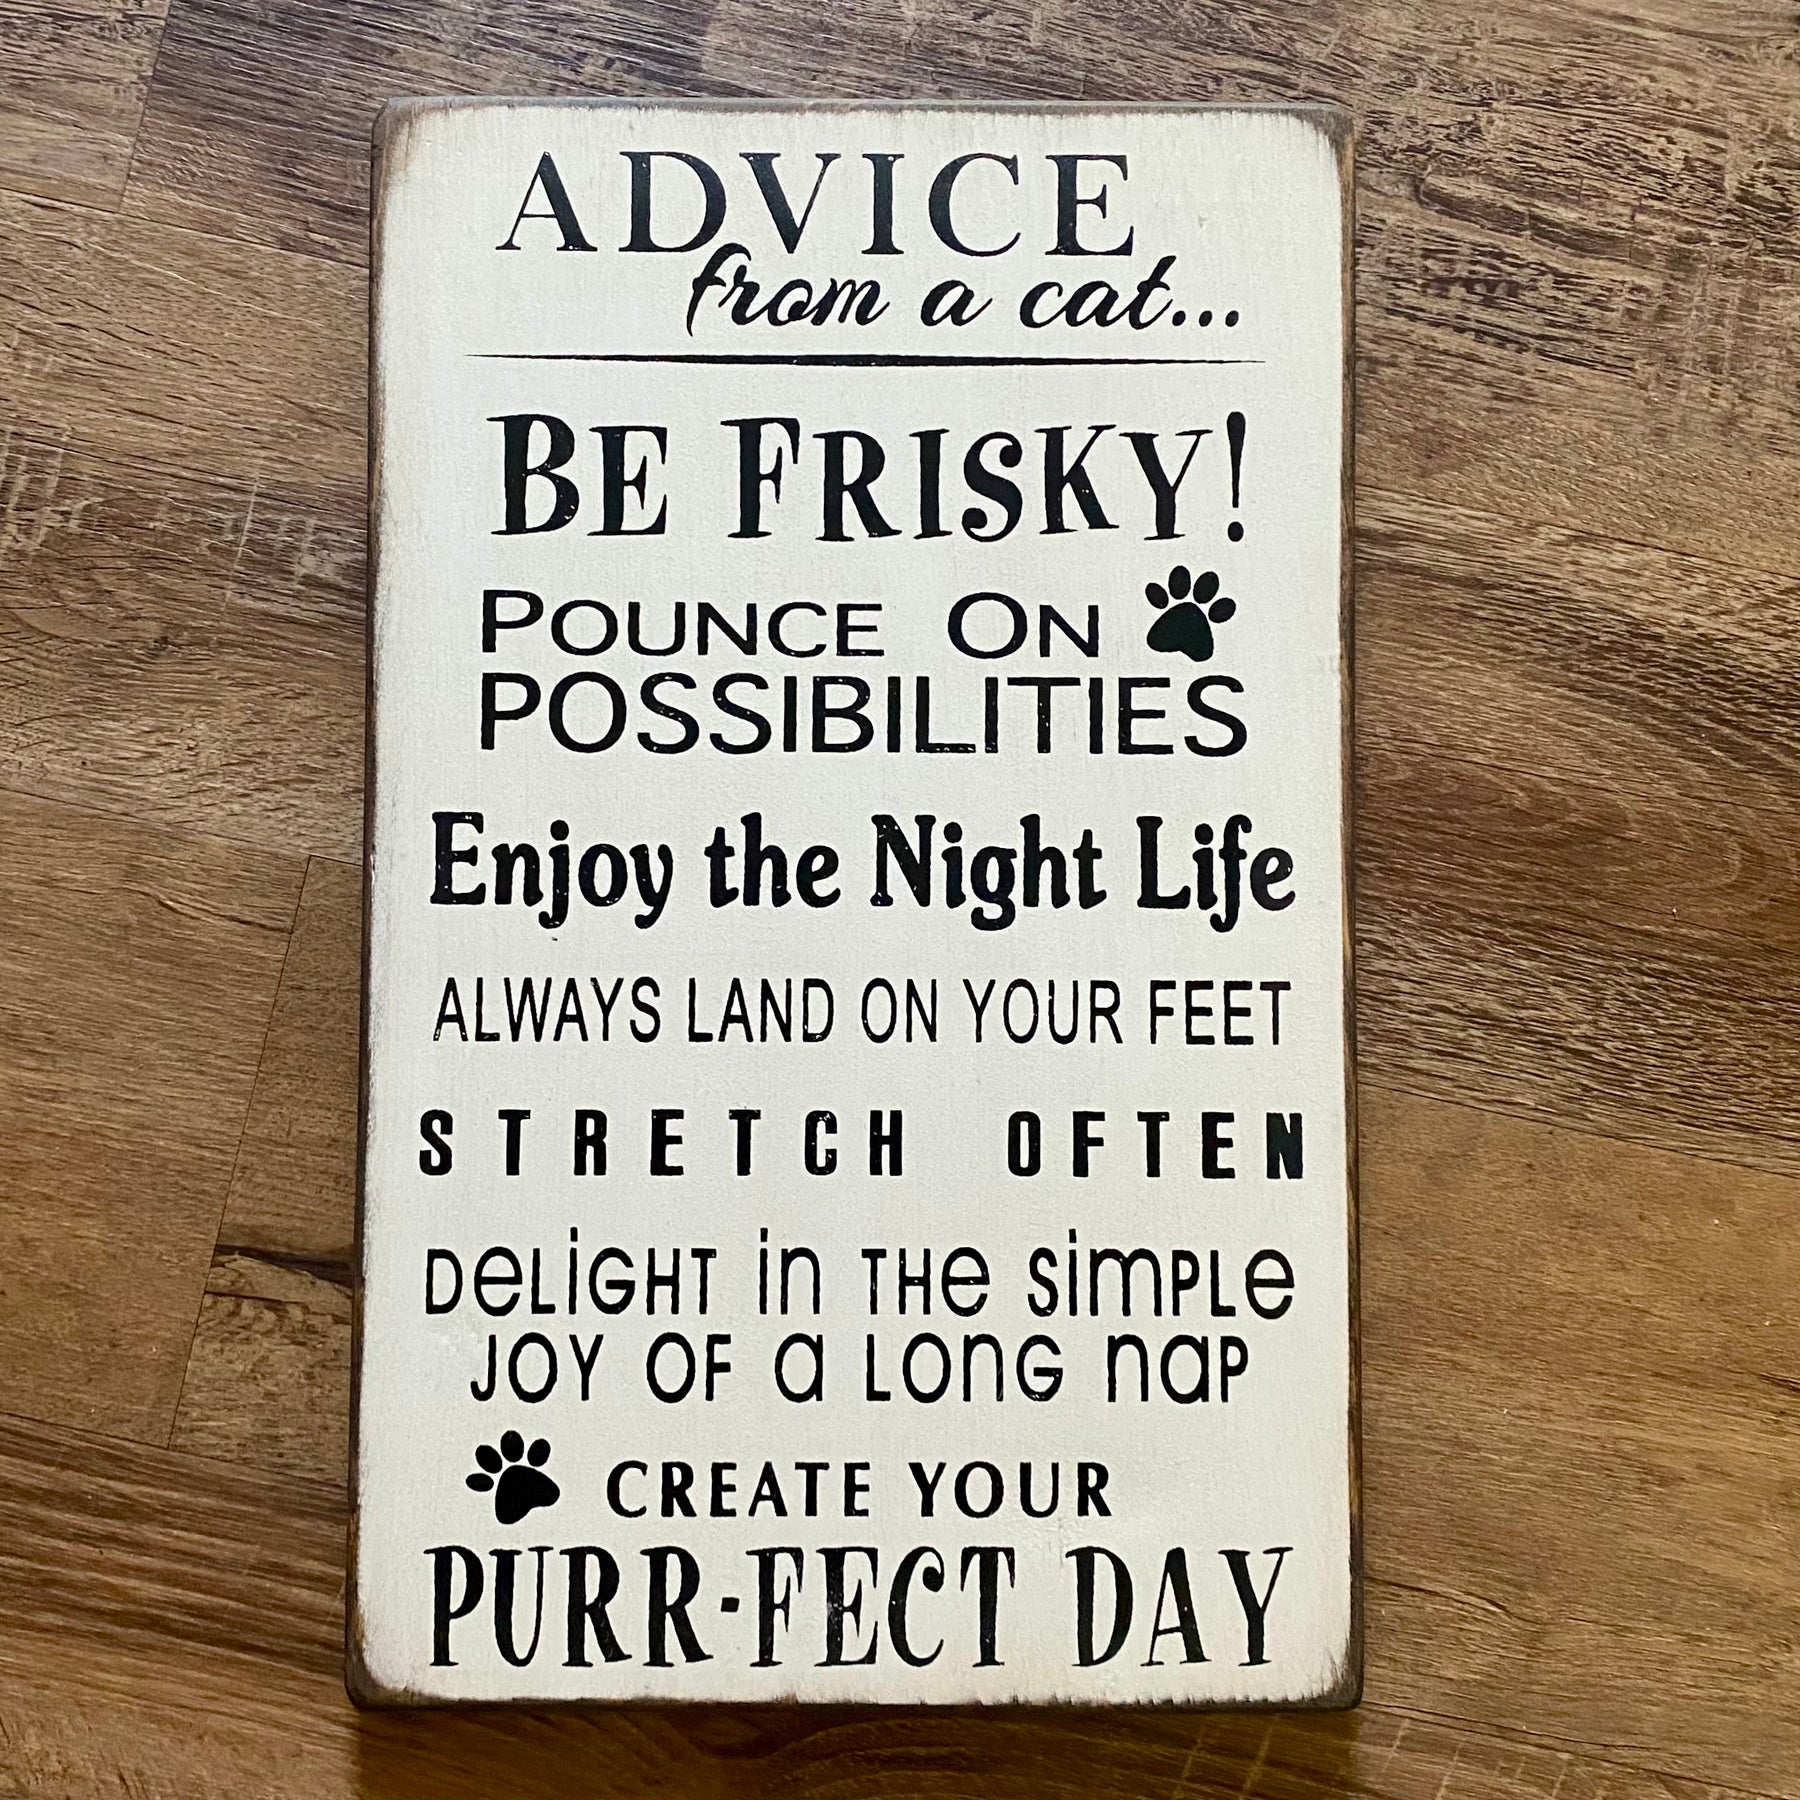 ADVICE
from a cat...
BE FRISKY!
POUNCE ON
POSSIBILITIES
Enjoy the Night Life
ALWAYS LAND ON YOUR FEET
STRETCH OFTEN
DeLiGHT in THe simPLe
JOY OF a LonG naP
CREATE YOUR
PURR-FECT DAY